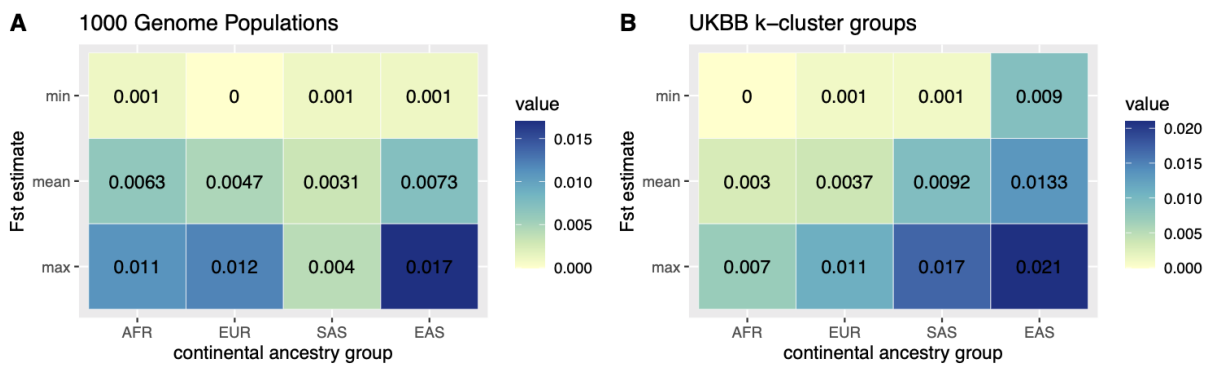 A
1000 Genome Populations
Fst estimate
min
mean
max
0.001 0 0.001 0.001
0.0063 0.0047 0.0031 0.0073
0.011 0.012 0.004 0.017
AFR EUR SAS EAS
continental ancestry group
value
0.015
0.010
0.005
0.000
B
UKBB k−cluster groups
Fst estimate
min
mean
max
0 0.001 0.001 0.009
0.003 0.0037 0.0092 0.0133
0.007 0.011 0.017 0.021
AFR EUR SAS EAS
continental ancestry group
value
0.020
0.015
0.010
0.005
0.000